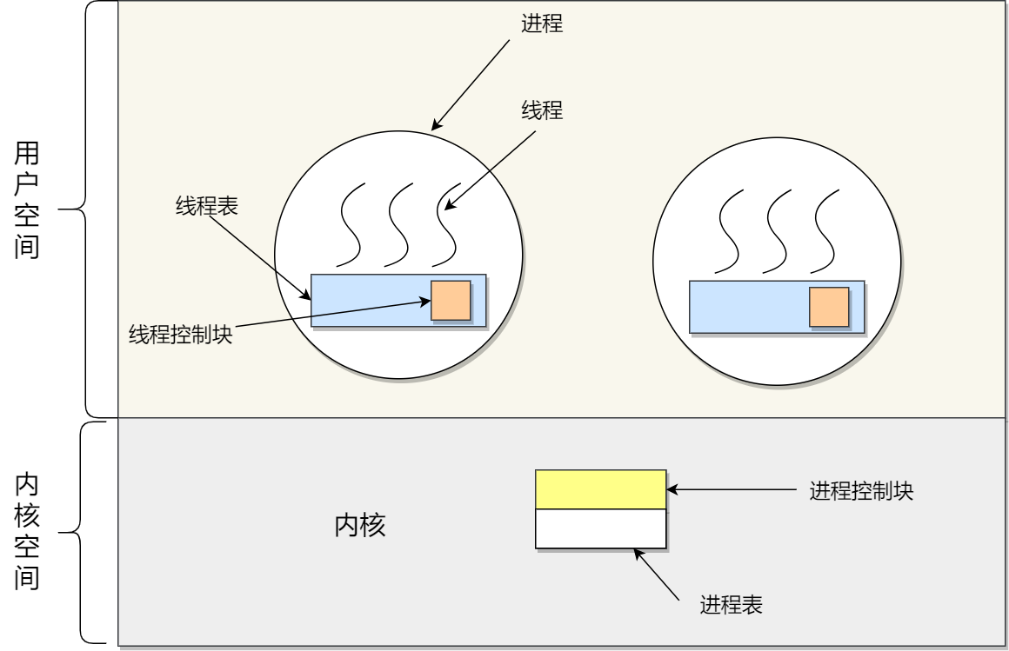 进程
线程
用户空间
线程表
线程控制块
内核空间
内核
进程控制块
进程表